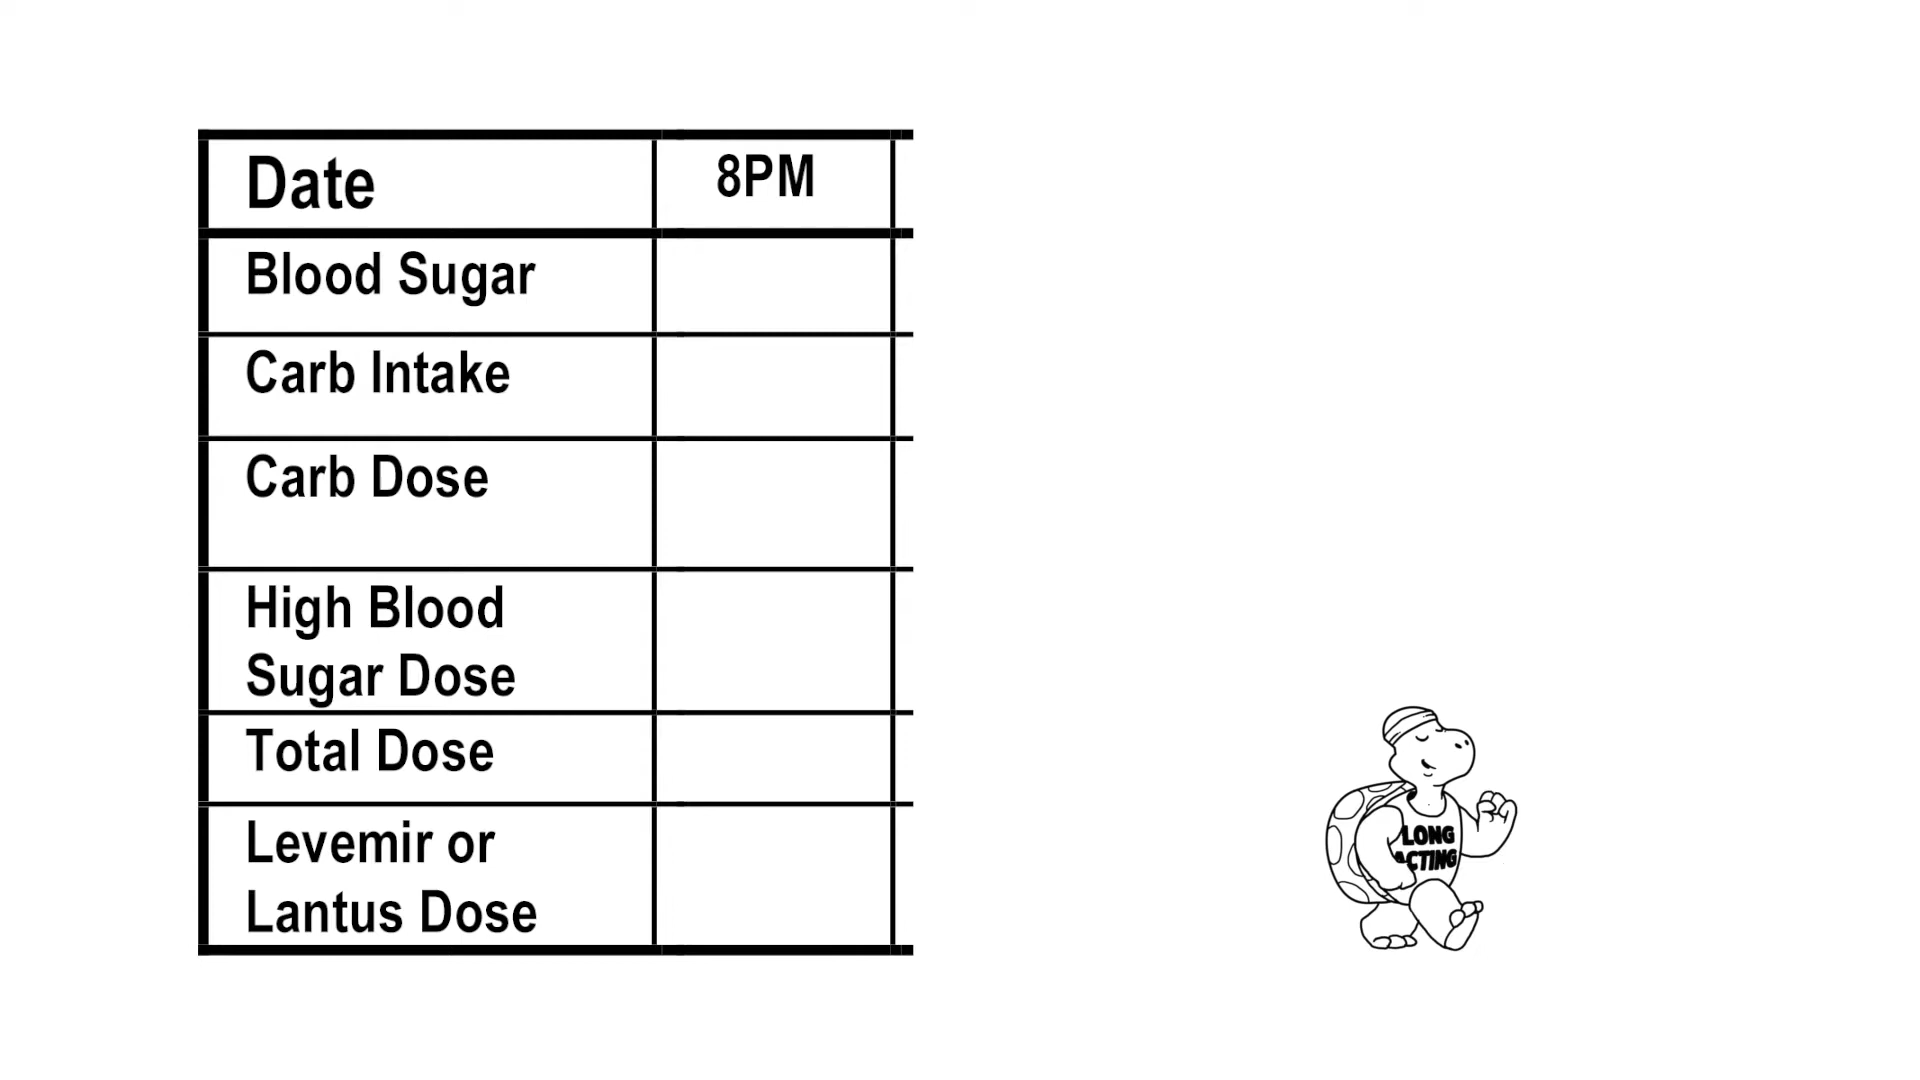 Date 8PM
Blood Sugar
Carb Intake
Carb Dose
High Blood
Sugar Dose
Total Dose
Levemir or
Lantus Dose
LONG
ACTING